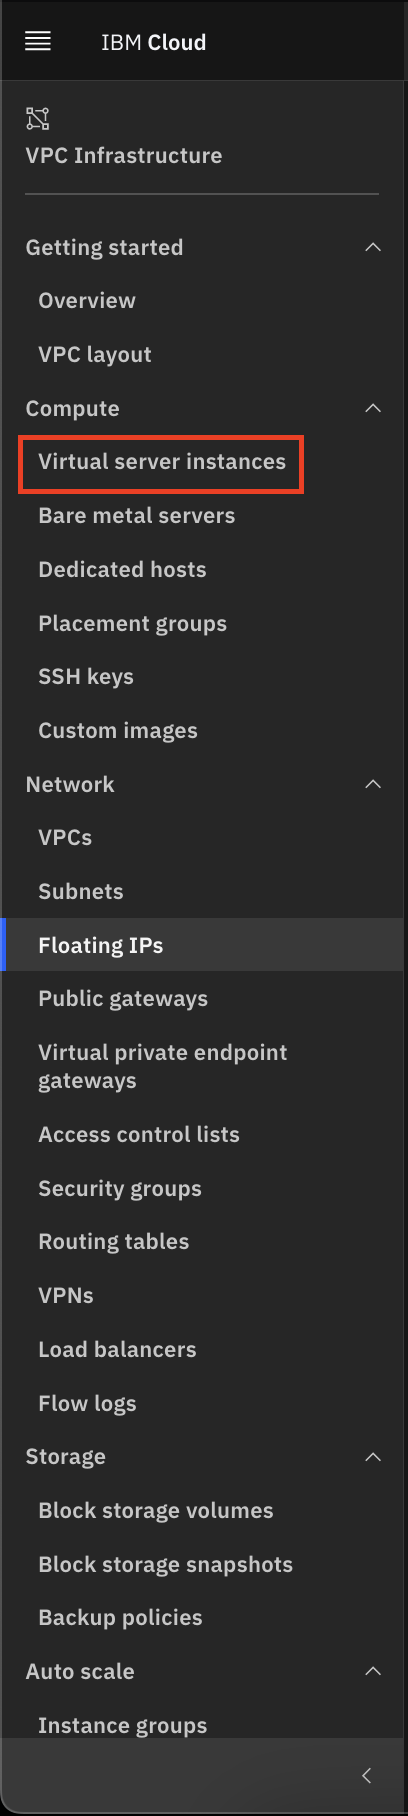 IBM Cloud
VPC Infrastructure
Getting started
Overview
VPC layout
Compute
Virtual server instances
Bare metal servers
Dedicated hosts
Placement groups
SSH keys
Custom images
Network
VPCs
Subnets
Floating IPs
Public gateways
Virtual private endpoint
gateways
Access control lists
Security groups
Routing tables
VPNs
Load balancers
Flow logs
Storage
Block storage volumes
Block storage snapshots
Backup policies
Auto scale
Instance groups